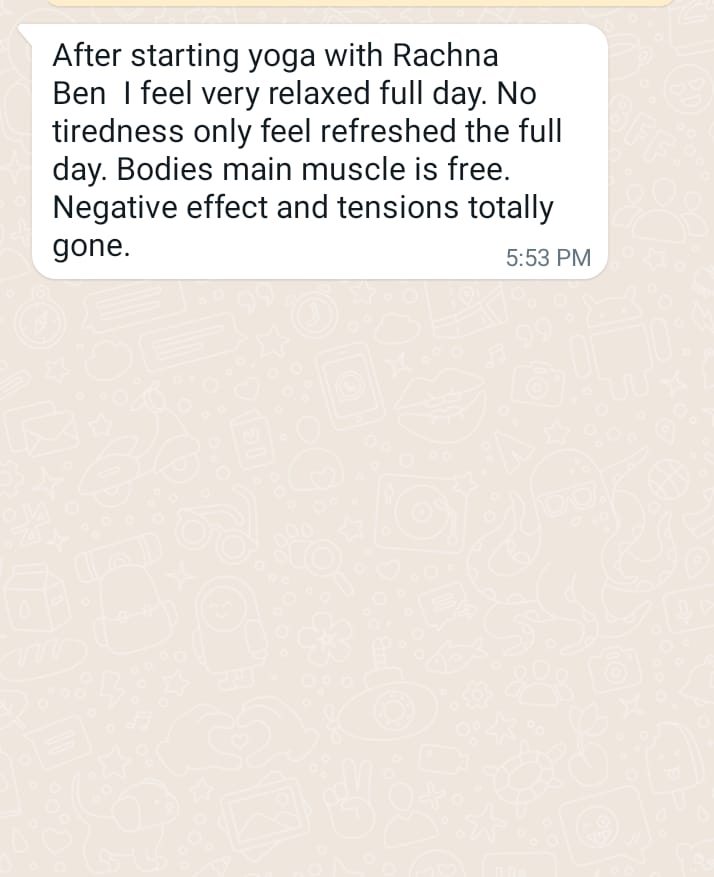 After starting yoga with Rachna
Ben  I feel very relaxed full day. No
tiredness only feel refreshed the full
day. Bodies main muscle is free.
Negative effect and tensions totally
gone.
5:53 PM